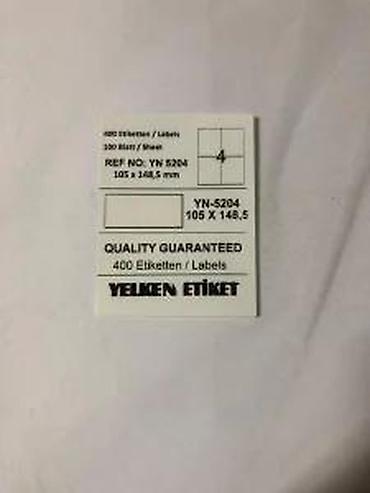 400 Etiketten / Labels
100 Blatt / Sheet
REF NO: YN 5204
105 x 148,5 mm
4
YN-5204
105 X 148,5
QUALITY GUARANTEED
400 Etiketten / Labels
YELKEN ETİKET